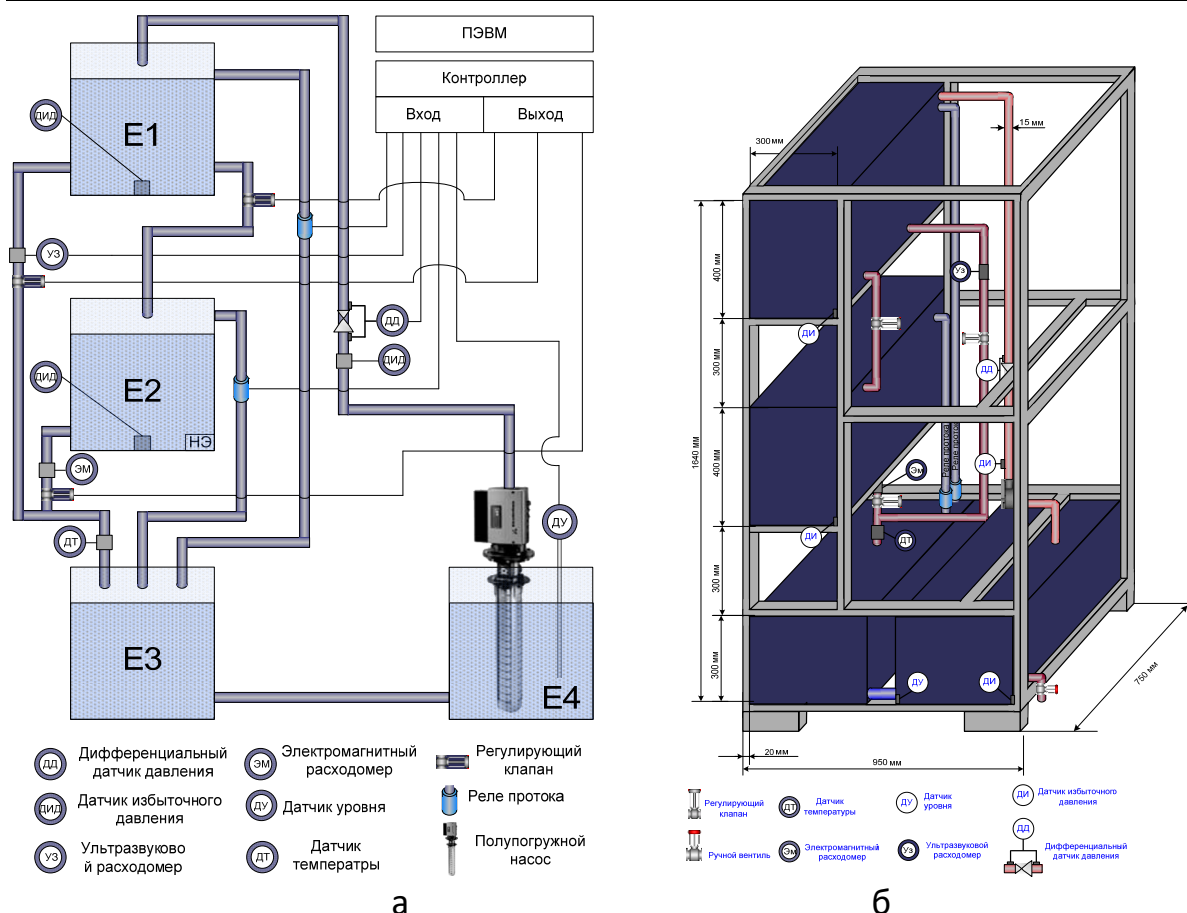 ПЭВМ
Контроллер
Вход
Выход
ДИД
Е1
УЗ
ДД
ДИД
ДИД
Е2
НЭ
ЭМ
ДУ
ДТ
Е3
Е4
ДД
Дифференциальный
датчик давления
ДИД
Датчик избыточного
давления
УЗ
Ультразвуково
й расходомер
ЭМ
Электромагнитный
расходомер
ДУ
Датчик уровня
ДТ
Датчик
températры
Регулирующий
клапан
Реле протока
Полупогружной
насос
а
15 мм
300 мм
400 мм
300 мм
1640 мм
400 мм
300 мм
300 мм
Уз
ДИ
ДД
Реле протока
Реле протока
ДИ
Эм
ДИ
ДТ
ДУ
ДИ
750 мм
20 мм
950 мм
Регулирующий
клапан
Ручной вентиль
ДТ
Датчик
температуры
Эм
Электромагнитный
расходомер
ДУ
Датчик
уровня
Уз
Ультразвуковой
расходомер
ДИ
Датчик избыточного
давления
ДД
Дифференциальный
датчик давления
б